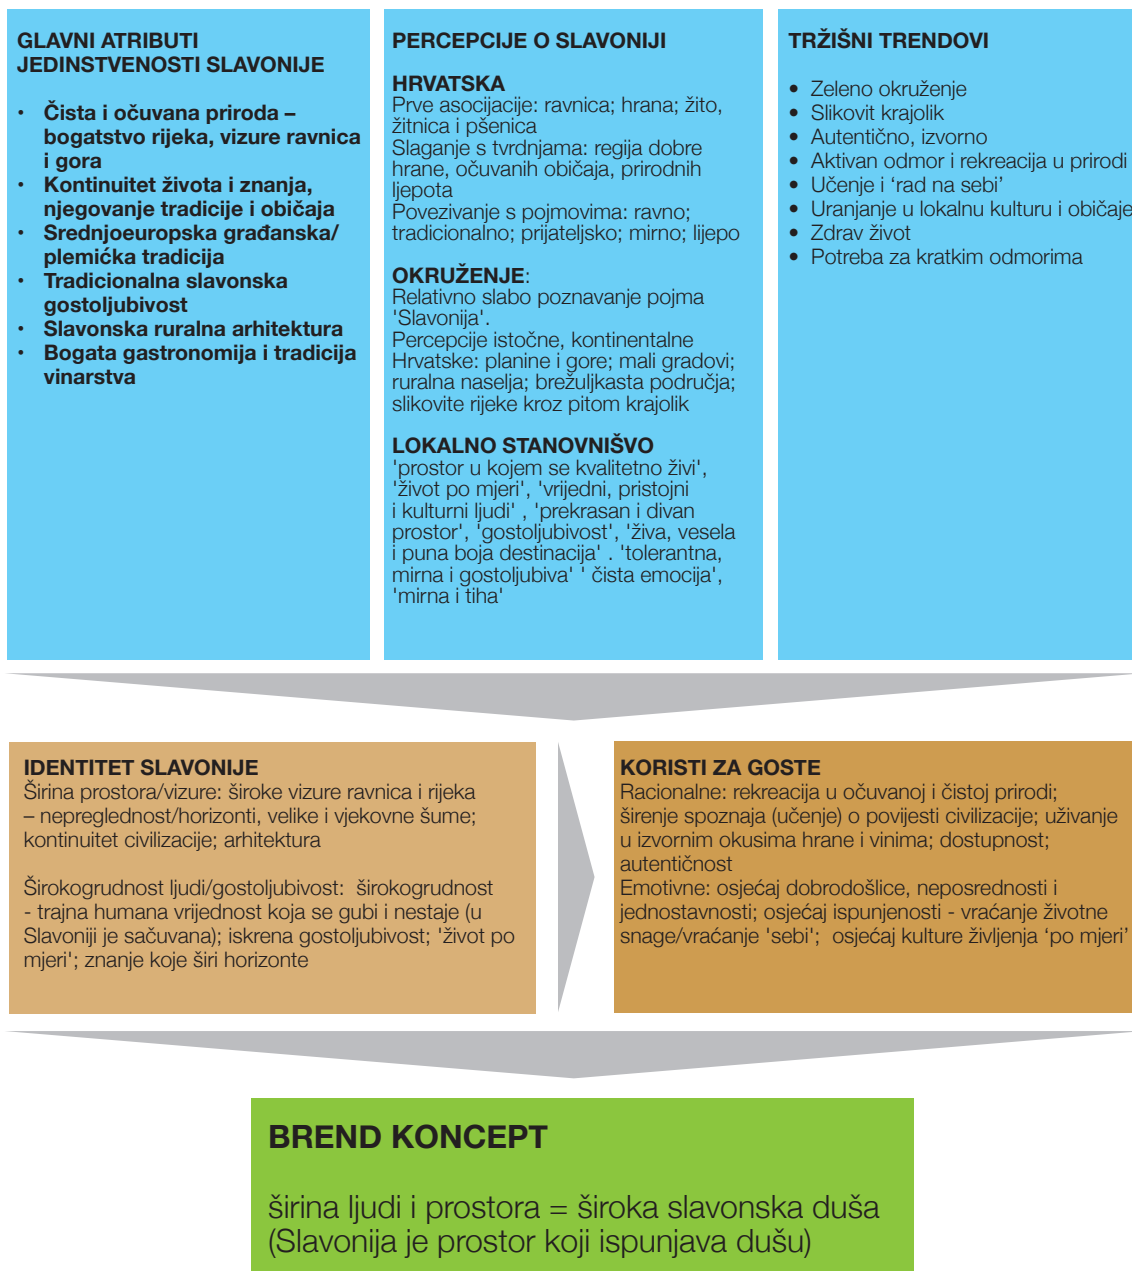 GLAVNI ATRIBUTI
JEDINSTVENOSTI SLAVONIJE
• Čista i očuvana priroda –
bogatstvo rijeka, vizure ravnica
i gora
• Kontinuitet života i znanja,
njegovanje tradicije i običaja
• Srednjoeuropska građanska/
plemićka tradicija
• Tradicionalna slavonska
gostoljubivost
• Slavonska ruralna arhitektura
• Bogata gastronomija i tradicija
vinarstva
PERCEPCIJE O SLAVONIJI
HRVATSKA
Prve asocijacije: ravnica; hrana; žito,
žitnica i pšenica
Slaganje s tvrdnjama: regija dobre
hrane, očuvanih običaja, prirodnih
ljepota
Povezivanje s pojmovima: ravno;
tradicionalno; prijateljsko; mirno; lijepo
OKRUŽENJE:
Relativno slabo poznavanje pojma
'Slavonija'.
Percepcije istočne, kontinentalne
Hrvatske: planine i gore; mali gradovi;
ruralna naselja; brežuljkasta područja;
slikovite rijeke kroz pitom krajolik
LOKALNO STANOVNIŠVO
'prostor u kojem se kvalitetno živi',
'život po mjeri', 'vrijedni, pristojni
i kulturni ljudi' , 'prekrasan i divan
prostor', 'gostoljubivost', 'živa, vesela
i puna boja destinacija' . 'tolerantna,
mirna i gostoljubiva' ' čista emocija',
'mirna i tiha'
TRŽIŠNI TRENDOVI
• Zeleno okruženje
• Slikovit krajolik
• Autentično, izvorno
• Aktivan odmor i rekreacija u prirodi
• Učenje i ‘rad na sebi’
• Uranjanje u lokalnu kulturu i običaje
• Zdrav život
• Potreba za kratkim odmorima
IDENTITET SLAVONIJE
Širina prostora/vizure: široke vizure ravnica i rijeka
– nepreglednost/horizonti, velike i vjekovne šume;
kontinuitet civilizacije; arhitektura
Širokogrudnost ljudi/gostoljubivost: širokogrudnost
- trajna humana vrijednost koja se gubi i nestaje (u
Slavoniji je sačuvana); iskrena gostoljubivost; 'život po
mjeri'; znanje koje širi horizonte
KORISTI ZA GOSTE
Racionalne: rekreacija u očuvanoj i čistoj prirodi;
širenje spoznaja (učenje) o povijesti civilizacije; uživanje
u izvornim okusima hrane i vinima; dostupnost;
autentičnost
Emotivne: osjećaj dobrodošlice, neposrednosti i
jednostavnosti; osjećaj ispunjenosti - vraćanje životne
snage/vraćanje 'sebi'; osjećaj kulture življenja ‘po mjeri’
BREND KONCEPT
širina ljudi i prostora = široka slavonska duša
(Slavonija je prostor koji ispunjava dušu)